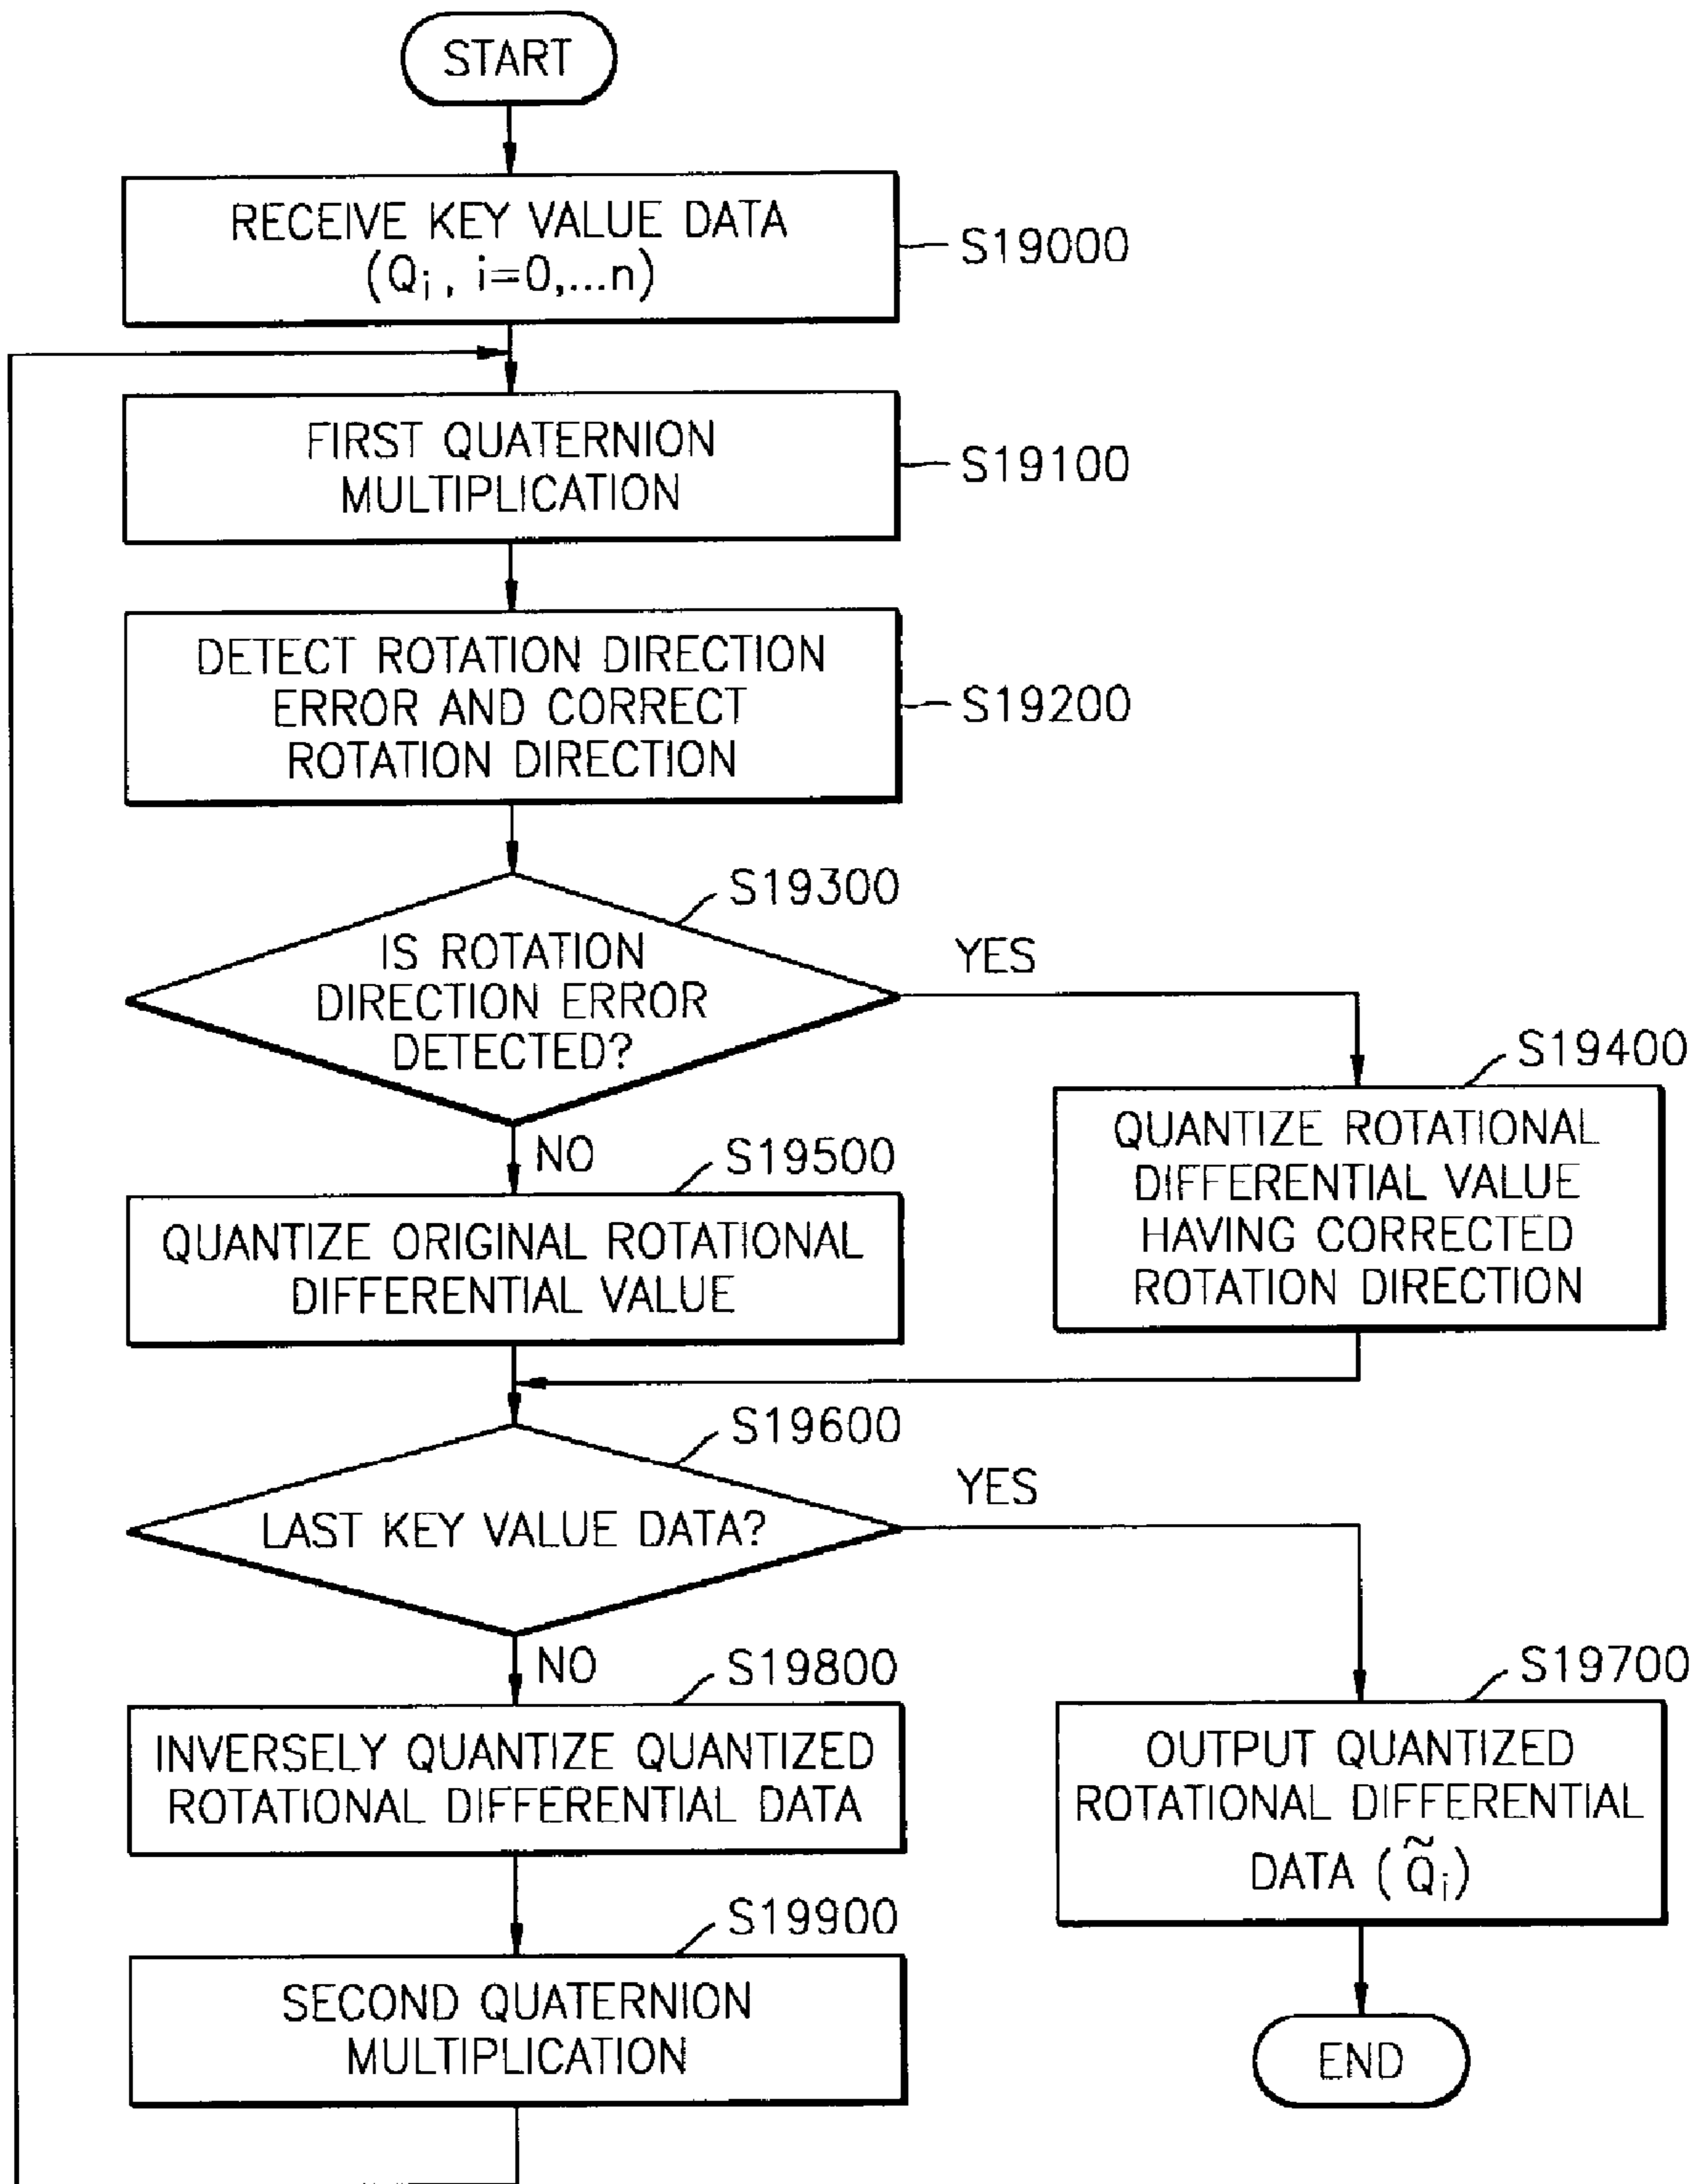 START
RECEIVE KEY VALUE DATA
(Qi, i=0,...n)
S19000
FIRST QUATERNION
MULTIPLICATION
S19100
DETECT ROTATION DIRECTION
ERROR AND CORRECT
ROTATION DIRECTION
S19200
S19300
IS ROTATION
DIRECTION ERROR
DETECTED?
YES
NO
S19400
QUANTIZE ROTATIONAL
DIFFERENTIAL VALUE
HAVING CORRECTED
ROTATION DIRECTION
S19500
QUANTIZE ORIGINAL ROTATIONAL
DIFFERENTIAL VALUE
S19600
LAST KEY VALUE DATA?
YES
NO
S19700
OUTPUT QUANTIZED
ROTATIONAL DIFFERENTIAL
DATA (Q̃i)
S19800
INVERSELY QUANTIZE QUANTIZED
ROTATIONAL DIFFERENTIAL DATA
S19900
SECOND QUATERNION
MULTIPLICATION
END